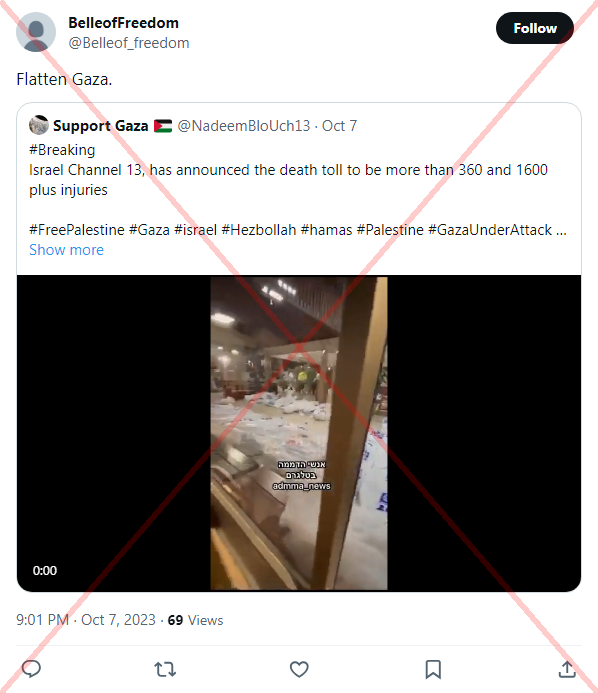 BelleofFreedom
@Belleof_freedom
Follow
Flatten Gaza.
Support Gaza 🇵🇸 @NadeemBloUch13 · Oct 7
#Breaking
Israel Channel 13, has announced the death toll to be more than 360 and 1600
plus injuries
#FreePalestine #Gaza #israel #Hezbollah #hamas #Palestine #GazaUnderAttack ...
Show more
אנשי הדממה
בטלגרם
admma_news
0:00
9:01 PM · Oct 7, 2023 · 69 Views